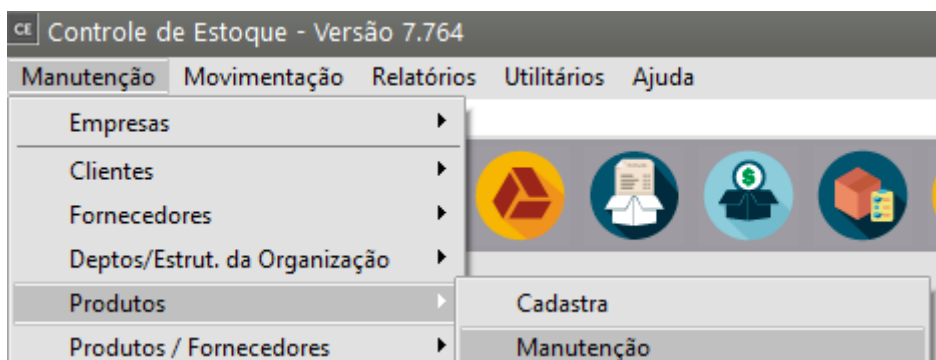 CE Controle de Estoque - Versão 7.764
Manutenção Movimentação Relatórios Utilitários Ajuda
Empresas
Clientes
Fornecedores
Deptos/Estrut. da Organização
Produtos
Cadastra
Produtos / Fornecedores
Manutenção